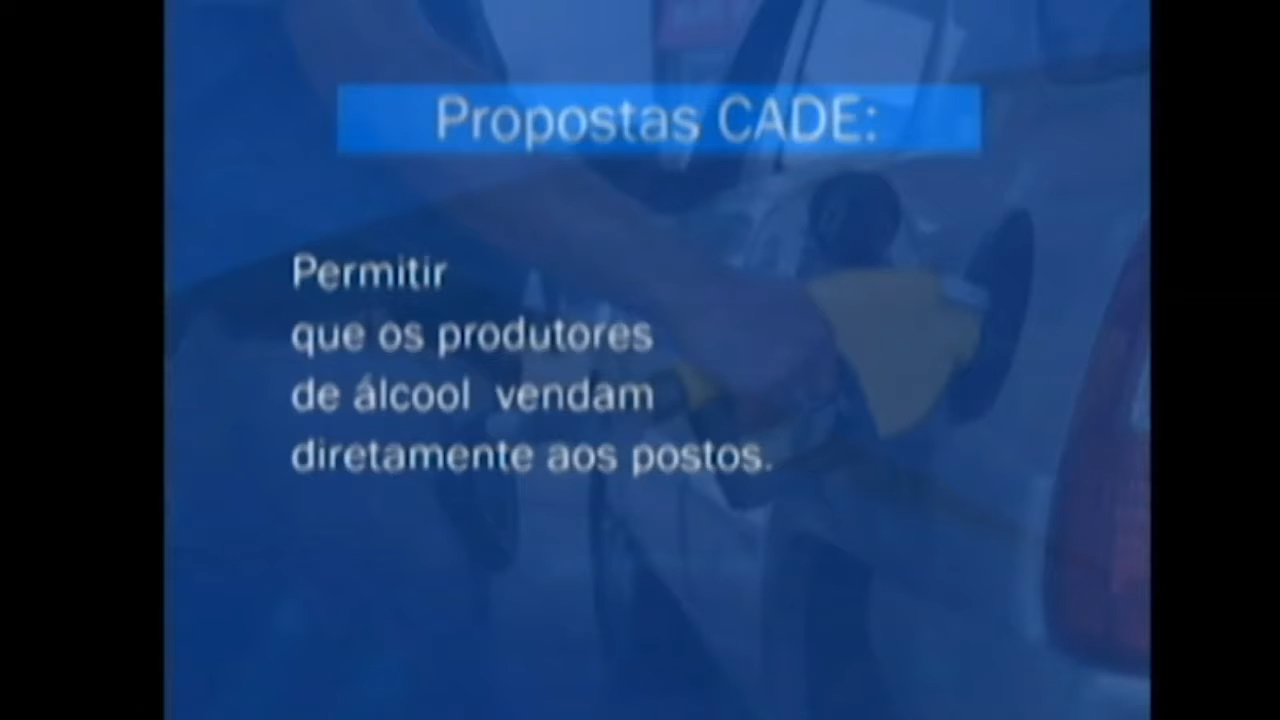 Propostas CADE:
Permitir
que os produtores
de álcool vendam
diretamente aos postos.